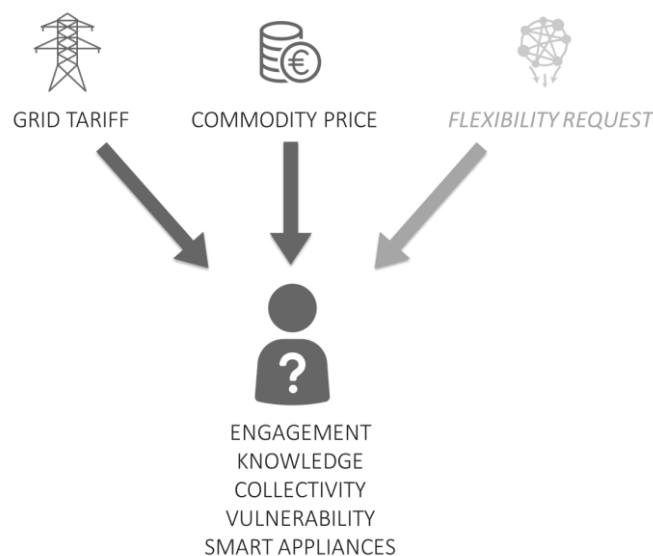 €
GRID TARIFF
COMMODITY PRICE
FLEXIBILITY REQUEST
?
ENGAGEMENT
KNOWLEDGE
COLLECTIVITY
VULNERABILITY
SMART APPLIANCES